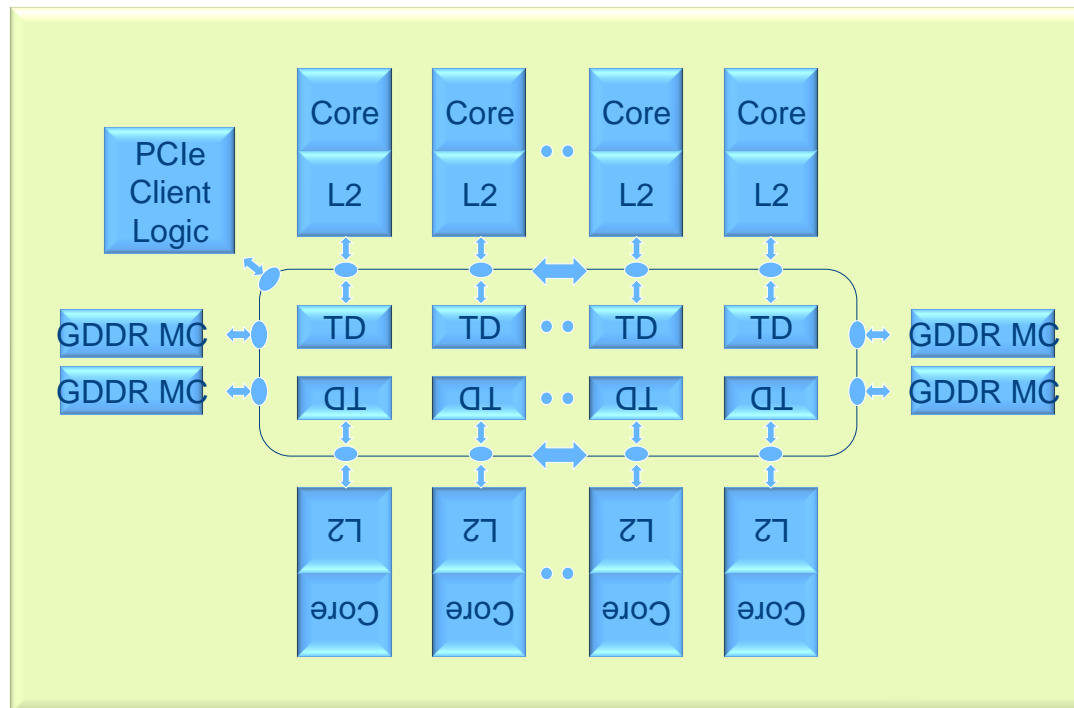 Core Core Core Core
PCIe
Client
Logic
L2 L2 L2 L2
GDDR MC TD TD TD TD GDDR MC
GDDR MC TD TD TD TD GDDR MC
L2 L2 L2 L2
Core Core Core Core